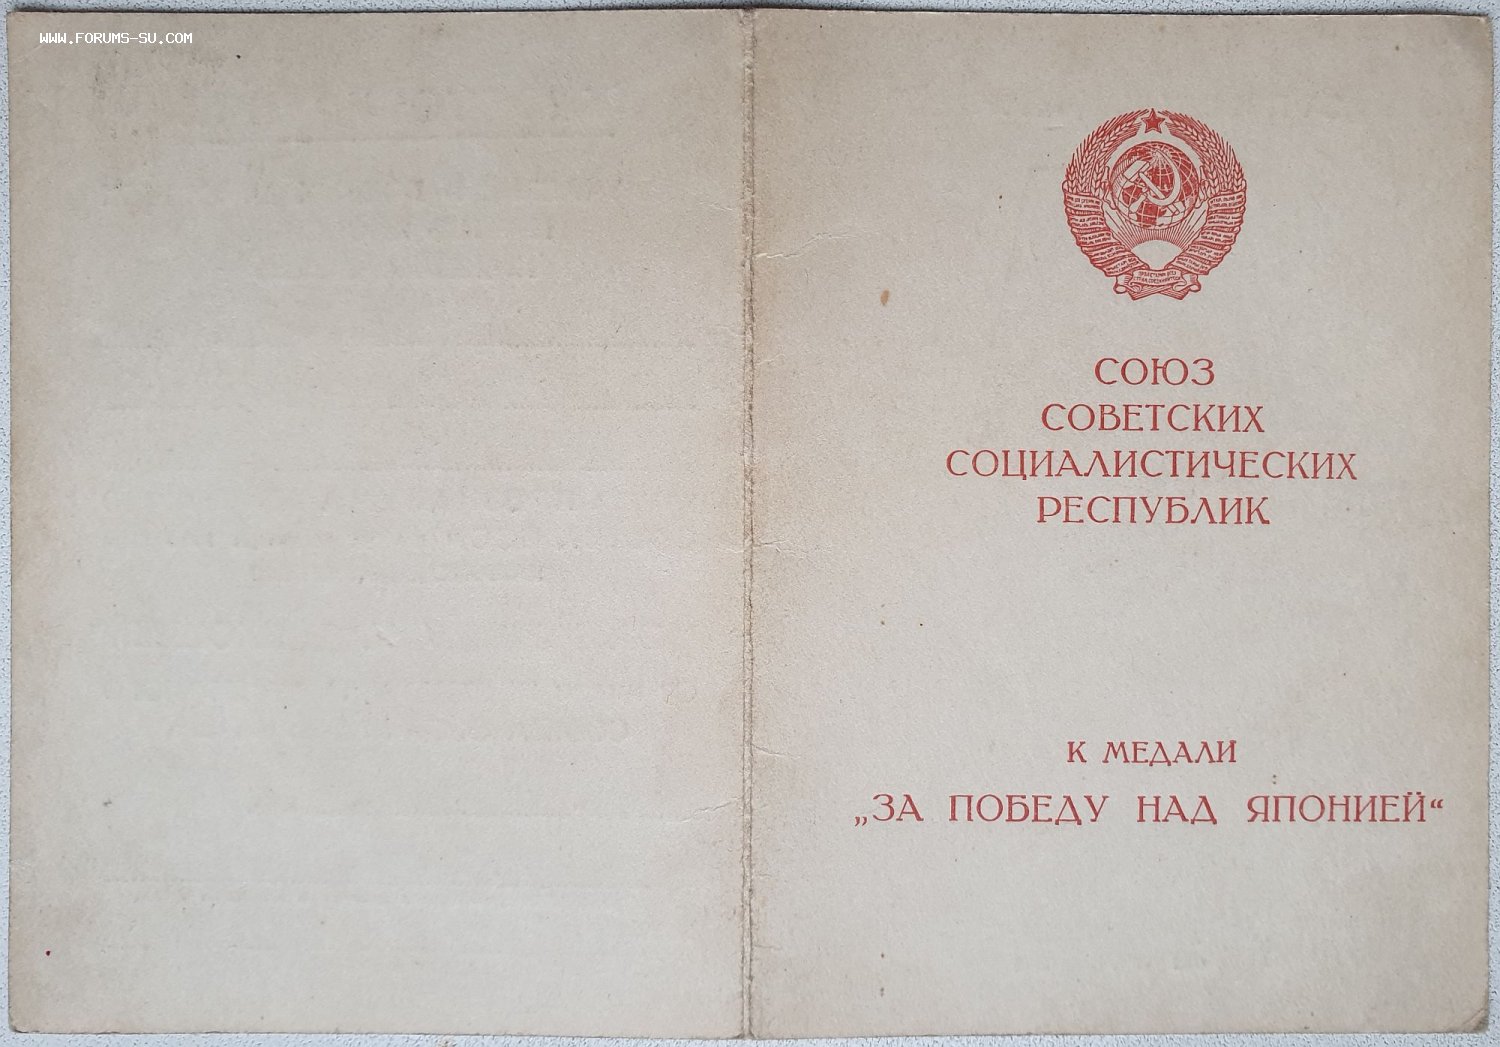 WWW.FORUMS-SU.COM
СОЮЗ
СОВЕТСКИХ
СОЦИАЛИСТИЧЕСКИХ
РЕСПУБЛИК
К МЕДАЛИ
„ЗА ПОБЕДУ НАД ЯПОНИЕЙ“